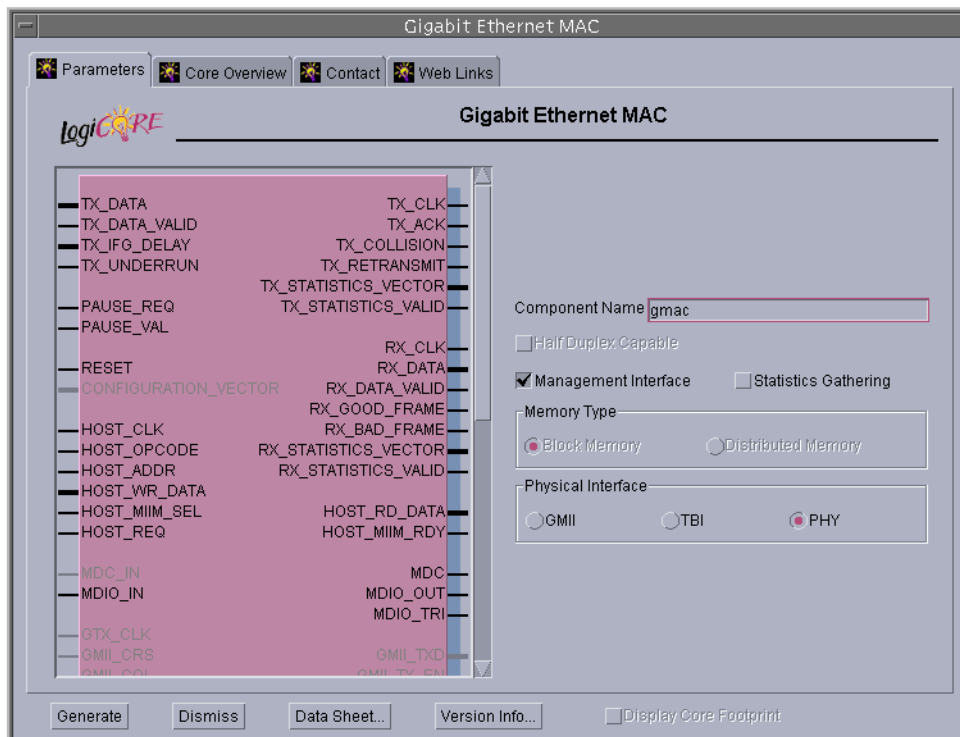 Gigabit Ethernet MAC
Parameters Core Overview Contact Web Links
LogiCORE
Gigabit Ethernet MAC
TX_DATA TX_CLK
TX_DATA_VALID TX_ACK
TX_IFG_DELAY TX_COLLISION
TX_UNDERRUN TX_RETRANSMIT
TX_STATISTICS_VECTOR
PAUSE_REQ TX_STATISTICS_VALID
PAUSE_VAL
RX_CLK
RESET RX_DATA
CONFIGURATION_VECTOR RX_DATA_VALID
RX_GOOD_FRAME
HOST_CLK RX_BAD_FRAME
HOST_OPCODE RX_STATISTICS_VECTOR
HOST_ADDR RX_STATISTICS_VALID
HOST_WR_DATA
HOST_MIIM_SEL HOST_RD_DATA
HOST_REQ HOST_MIIM_RDY
MDC_IN MDC
MDIO_IN MDIO_OUT
MDIO_TRI
GTX_CLK
GMII_CRS GMII_TXD
GMII_COL GMII_TX_EN
Component Name gmac
Half Duplex Capable
Management Interface Statistics Gathering
Memory Type
Block Memory Distributed Memory
Physical Interface
GMII TBI PHY
Generate Dismiss Data Sheet... Version Info... Display Core Footprint